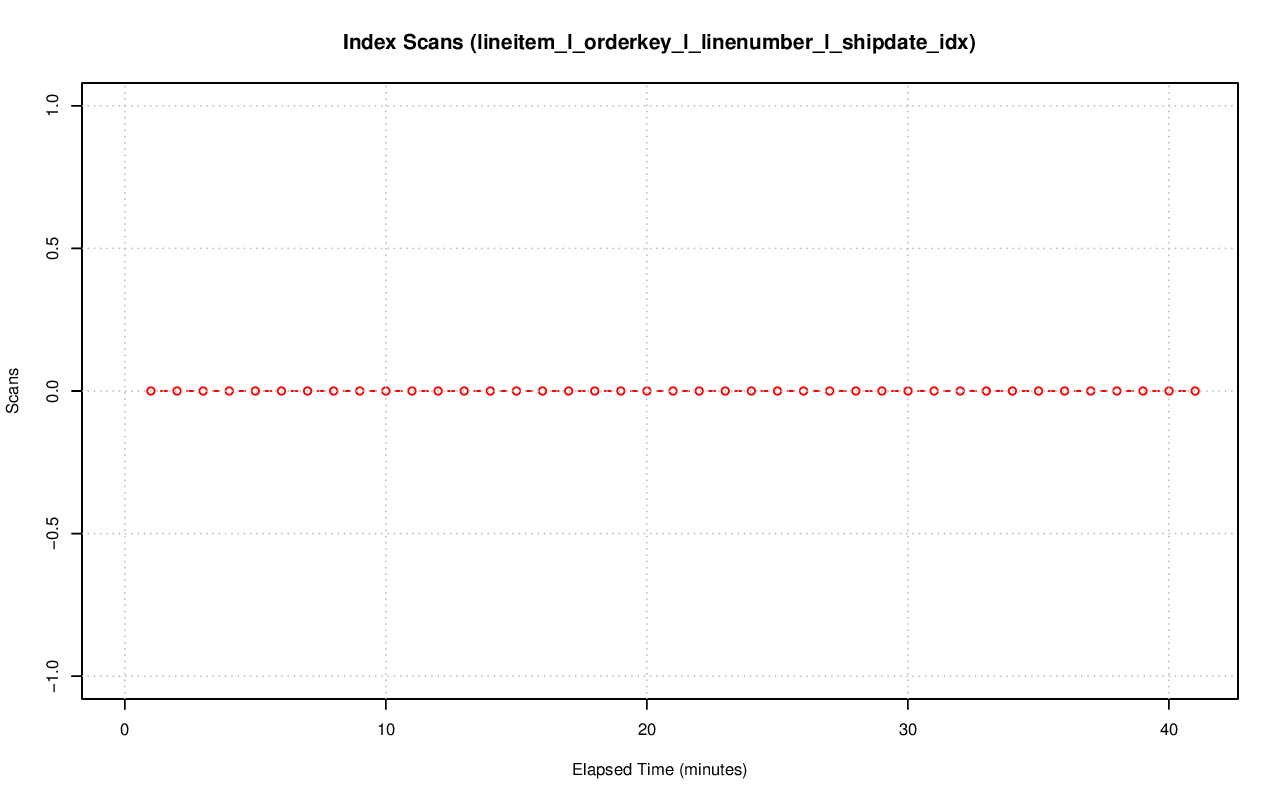 Index Scans (lineitem_l_orderkey_l_linenumber_l_shipdate_idx)
1.0
0.5
0.0
−0.5
−1.0
Scans
0 10 20 30 40
Elapsed Time (minutes)